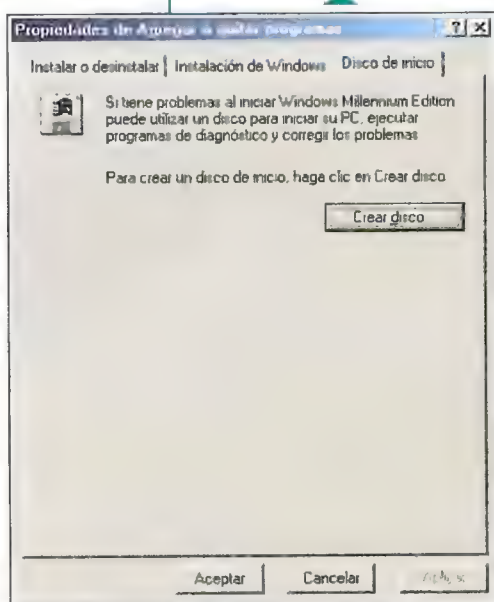 Propiedades de Agregar o quitar programas
Instalar o desinstalar Instalación de Windows Disco de inicio
Si tiene problemas al iniciar Windows Millennium Edition
puede utilizar un disco para iniciar su PC, ejecutar
programas de diagnóstico y corregir los problemas
Para crear un disco de inicio, haga clic en Crear disco
Crear disco
Aceptar Cancelar Aplicar